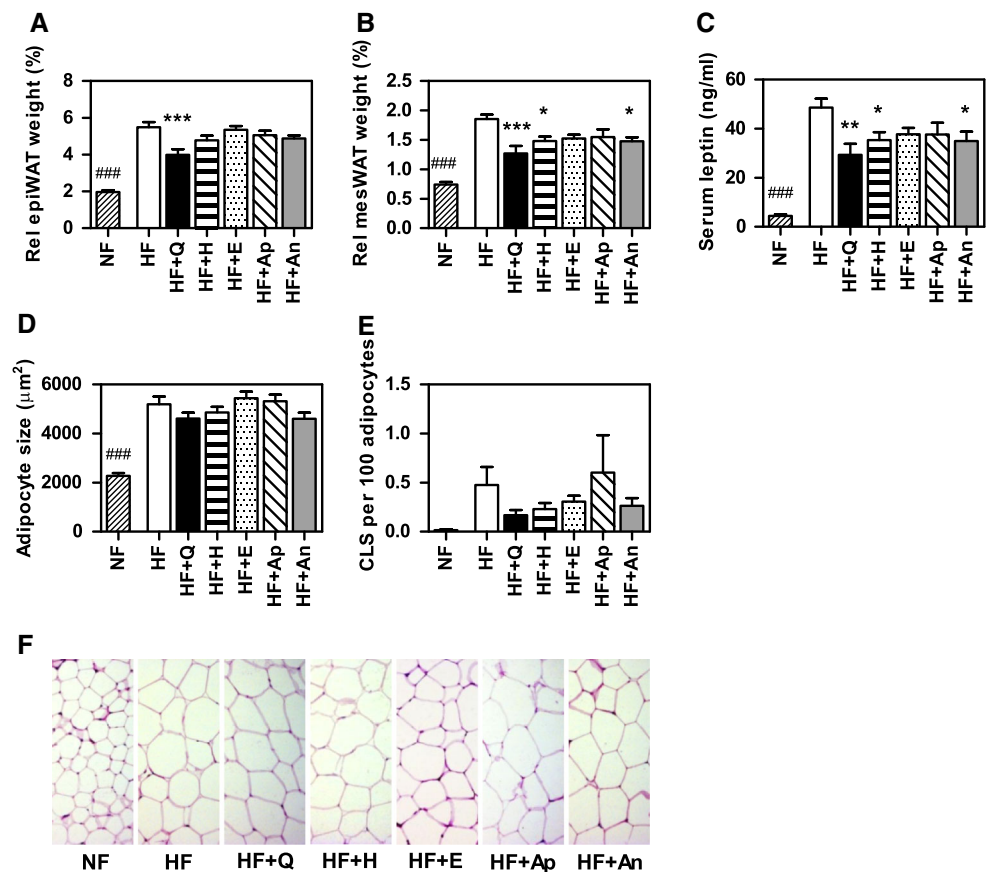 A
Rel epiWAT weight (%)
8
6
4
2
0
###
***
NF
HF
HF+Q
HF+H
HF+E
HF+Ap
HF+An
B
Rel mesWAT weight (%)
2.5
2.0
1.5
1.0
0.5
0.0
###
***
*
*
NF
HF
HF+Q
HF+H
HF+E
HF+Ap
HF+An
C
Serum leptin (ng/ml)
60
40
20
0
###
**
*
*
NF
HF
HF+Q
HF+H
HF+E
HF+Ap
HF+An
D
Adipocyte size (μm²)
6000
4000
2000
0
###
NF
HF
HF+Q
HF+H
HF+E
HF+Ap
HF+An
E
CLS per 100 adipocytes
1.5
1.0
0.5
0.0
NF
HF
HF+Q
HF+H
HF+E
HF+Ap
HF+An
F
NF HF HF+Q HF+H HF+E HF+Ap HF+An